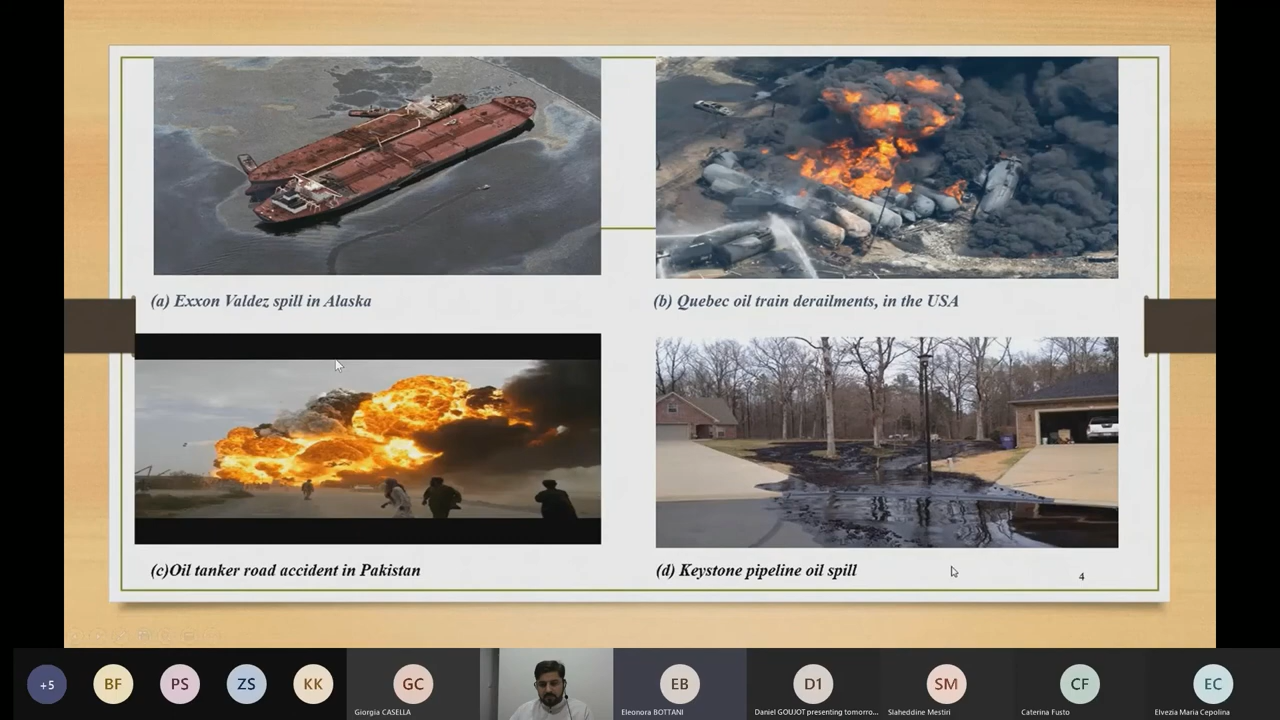 (a) Exxon Valdez spill in Alaska
(b) Quebec oil train derailments, in the USA
(c)Oil tanker road accident in Pakistan
(d) Keystone pipeline oil spill
4
+5
BF
PS
ZS
KK
GC
EB
D1
SM
CF
EC
Giorgia CASELLA
Eleonora BOTTANI
Daniel GOUJOT presenting tomorro...
Slaheddine Mestiri
Caterina Fusto
Elvezia Maria Cepolina